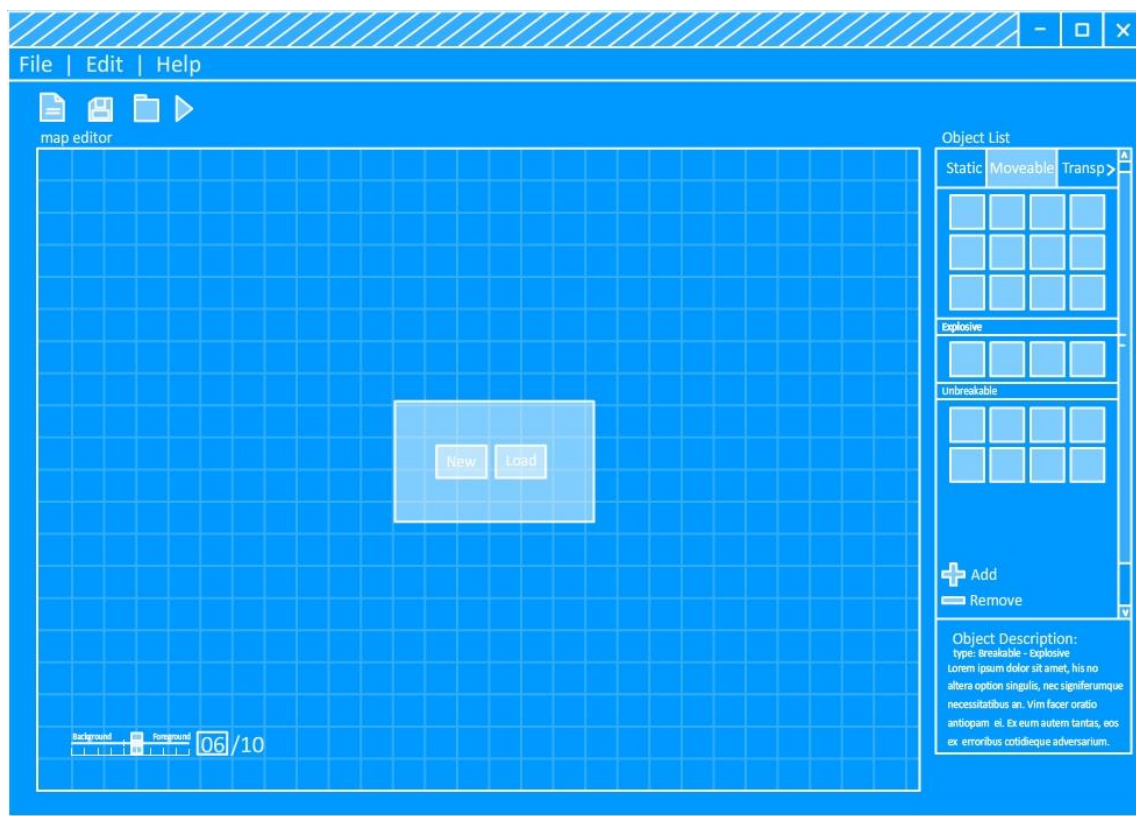 File | Edit | Help
map editor
Object List
Static Moveable Transp>
Explosive
Unbreakable
New Load
Add
Remove
Object Description:
type: Breakable - Explosive
Lorem ipsum dolor sit amet, his no
altera option singulis, nec signiferumque
necessitatibus an. Vim facer oratio
antiopam ei. Ex eum autem tantas, eos
ex erroribus cotidieque adversarium.
Background Foreground
06/10